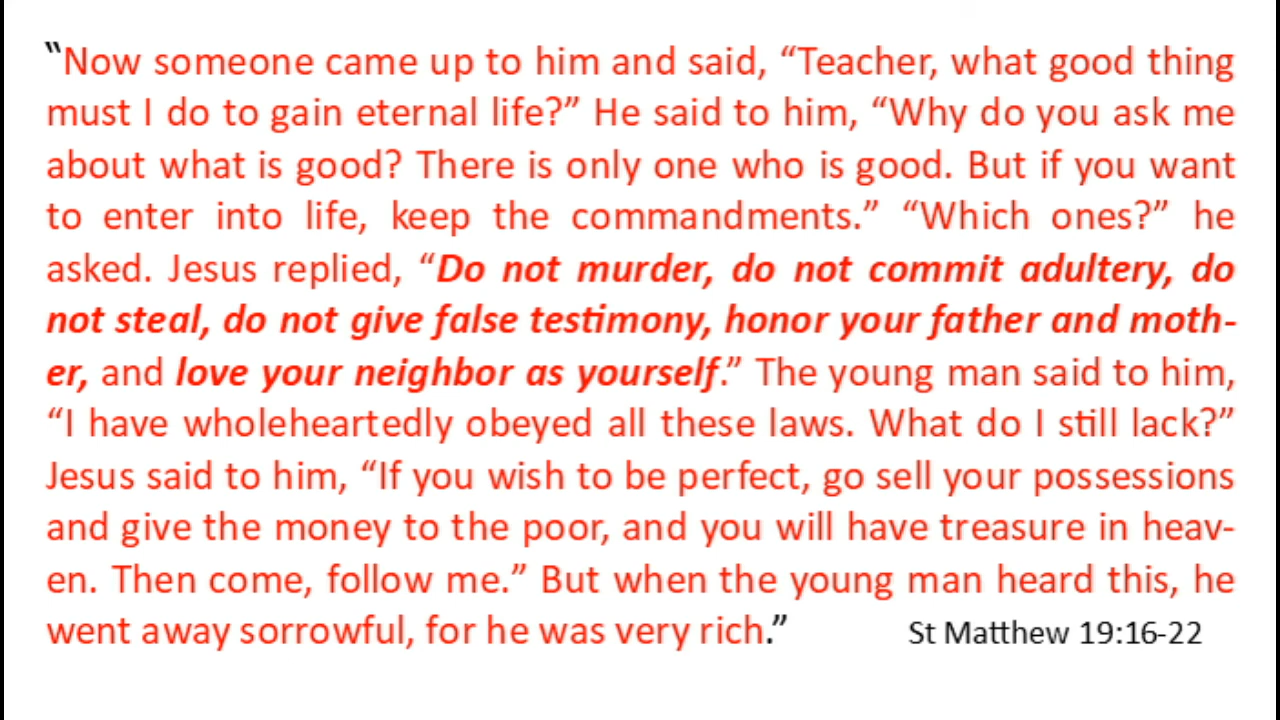 “Now someone came up to him and said, “Teacher, what good thing
must I do to gain eternal life?” He said to him, “Why do you ask me
about what is good? There is only one who is good. But if you want
to enter into life, keep the commandments.” “Which ones?” he
asked. Jesus replied, “Do not murder, do not commit adultery, do
not steal, do not give false testimony, honor your father and moth-
er, and love your neighbor as yourself.” The young man said to him,
“I have wholeheartedly obeyed all these laws. What do I still lack?”
Jesus said to him, “If you wish to be perfect, go sell your possessions
and give the money to the poor, and you will have treasure in heav-
en. Then come, follow me.” But when the young man heard this, he
went away sorrowful, for he was very rich.” St Matthew 19:16-22